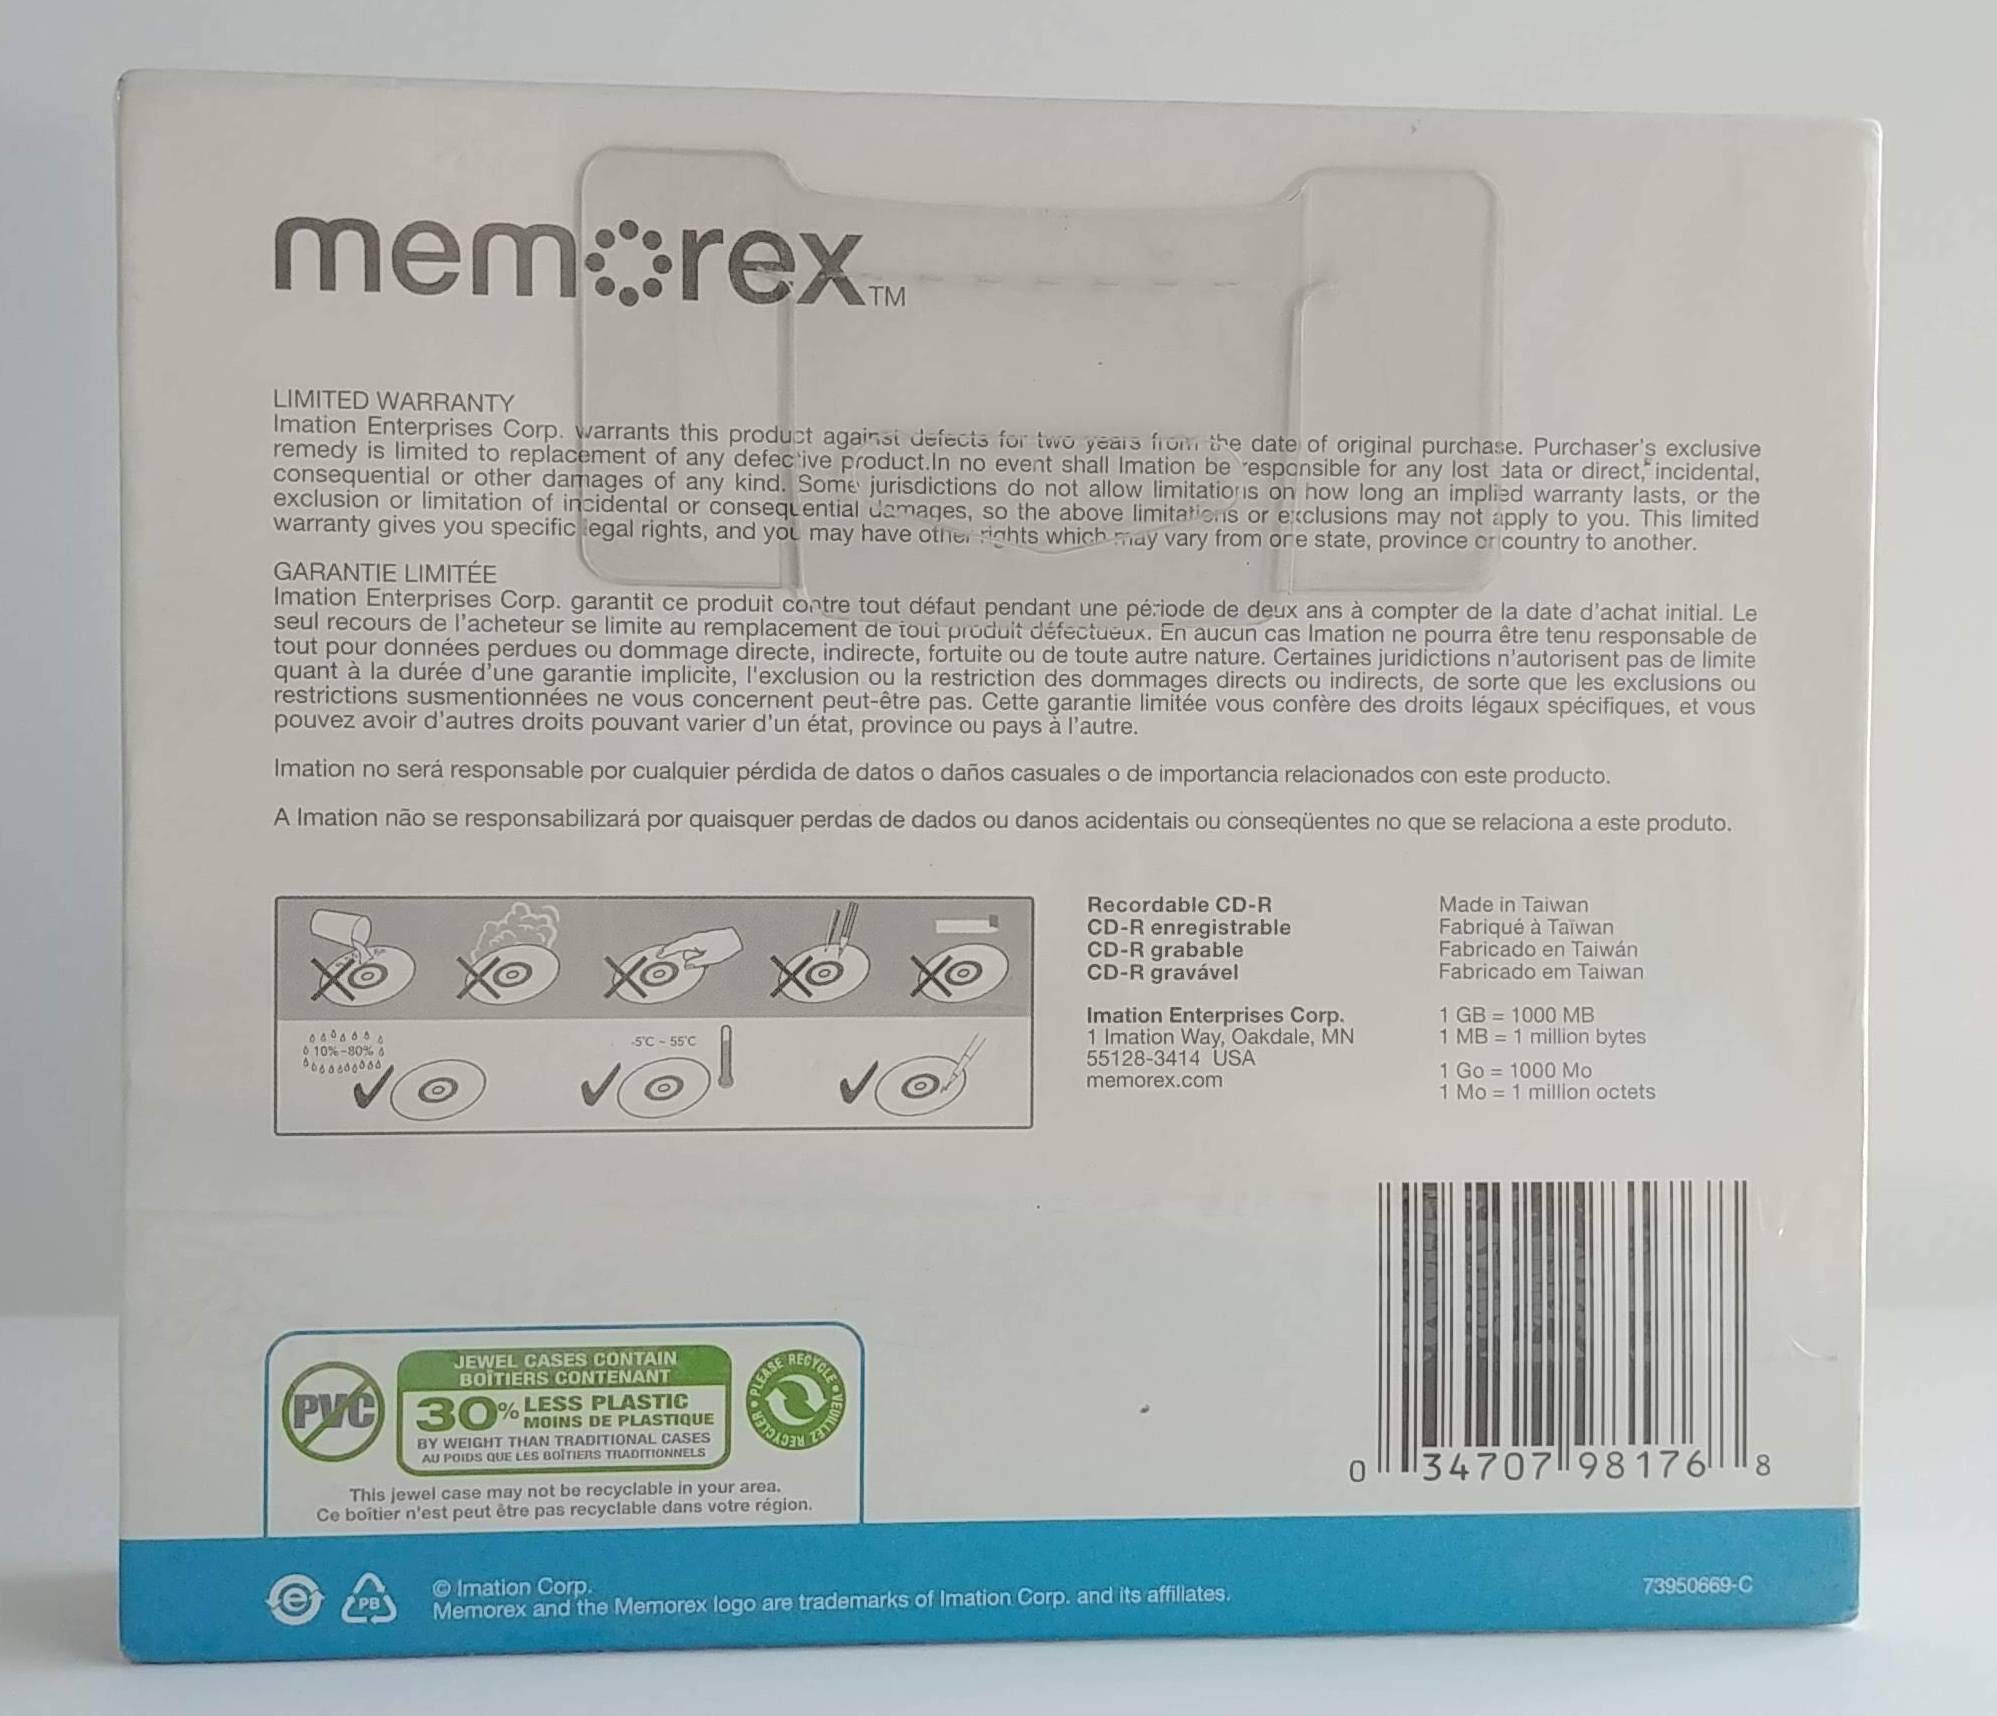 memorex™
LIMITED WARRANTY
Imation Enterprises Corp. warrants this product against defects for two years from the date of original purchase. Purchaser's exclusive
remedy is limited to replacement of any defective product.In no event shall Imation be responsible for any lost data or direct, incidental,
consequential or other damages of any kind. Some jurisdictions do not allow limitations on how long an implied warranty lasts, or the
exclusion or limitation of incidental or consequential damages, so the above limitations or exclusions may not apply to you. This limited
warranty gives you specific legal rights, and you may have other rights which may vary from one state, province or country to another.
GARANTIE LIMITÉE
Imation Enterprises Corp. garantit ce produit contre tout défaut pendant une période de deux ans à compter de la date d'achat initial. Le
seul recours de l'acheteur se limite au remplacement de tout produit défectueux. En aucun cas Imation ne pourra être tenu responsable de
tout pour données perdues ou dommage directe, indirecte, fortuite ou de toute autre nature. Certaines juridictions n'autorisent pas de limite
quant à la durée d'une garantie implicite, l'exclusion ou la restriction des dommages directs ou indirects, de sorte que les exclusions ou
restrictions susmentionnées ne vous concernent peut-être pas. Cette garantie limitée vous confère des droits légaux spécifiques, et vous
pouvez avoir d'autres droits pouvant varier d'un état, province ou pays à l'autre.
Imation no será responsable por cualquier pérdida de datos o daños casuales o de importancia relacionados con este producto.
A Imation não se responsabilizará por quaisquer perdas de dados ou danos acidentais ou conseqüentes no que se relaciona a este produto.
10%-80%
-5°C - 55°C
Recordable CD-R
CD-R enregistrable
CD-R grabable
CD-R gravável
Imation Enterprises Corp.
1 Imation Way, Oakdale, MN
55128-3414 USA
memorex.com
Made in Taiwan
Fabriqué à Taïwan
Fabricado en Taiwán
Fabricado em Taiwan
1 GB = 1000 MB
1 MB = 1 million bytes
1 Go = 1000 Mo
1 Mo = 1 million octets
PVC
JEWEL CASES CONTAIN
BOÎTIERS CONTENANT
30% LESS PLASTIC
MOINS DE PLASTIQUE
BY WEIGHT THAN TRADITIONAL CASES
AU POIDS QUE LES BOÎTIERS TRADITIONNELS
PLEASE RECYCLE • VEUILLEZ RECYCLER •
This jewel case may not be recyclable in your area.
Ce boîtier n'est peut être pas recyclable dans votre région.
0 34707 98176 8
e
PB
© Imation Corp.
Memorex and the Memorex logo are trademarks of Imation Corp. and its affiliates.
73950669-C